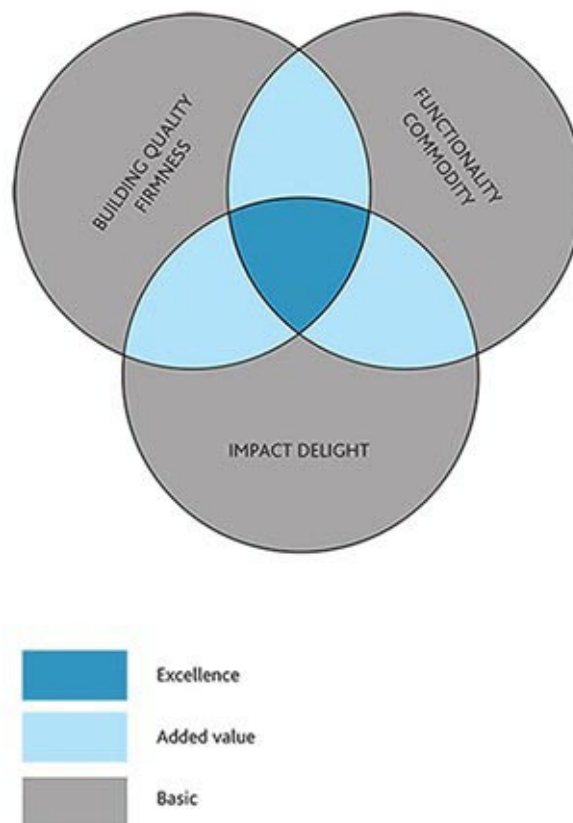 BUILDING QUALITY
FIRMNESS
FUNCTIONALITY
COMMODITY
IMPACT DELIGHT
Excellence
Added value
Basic